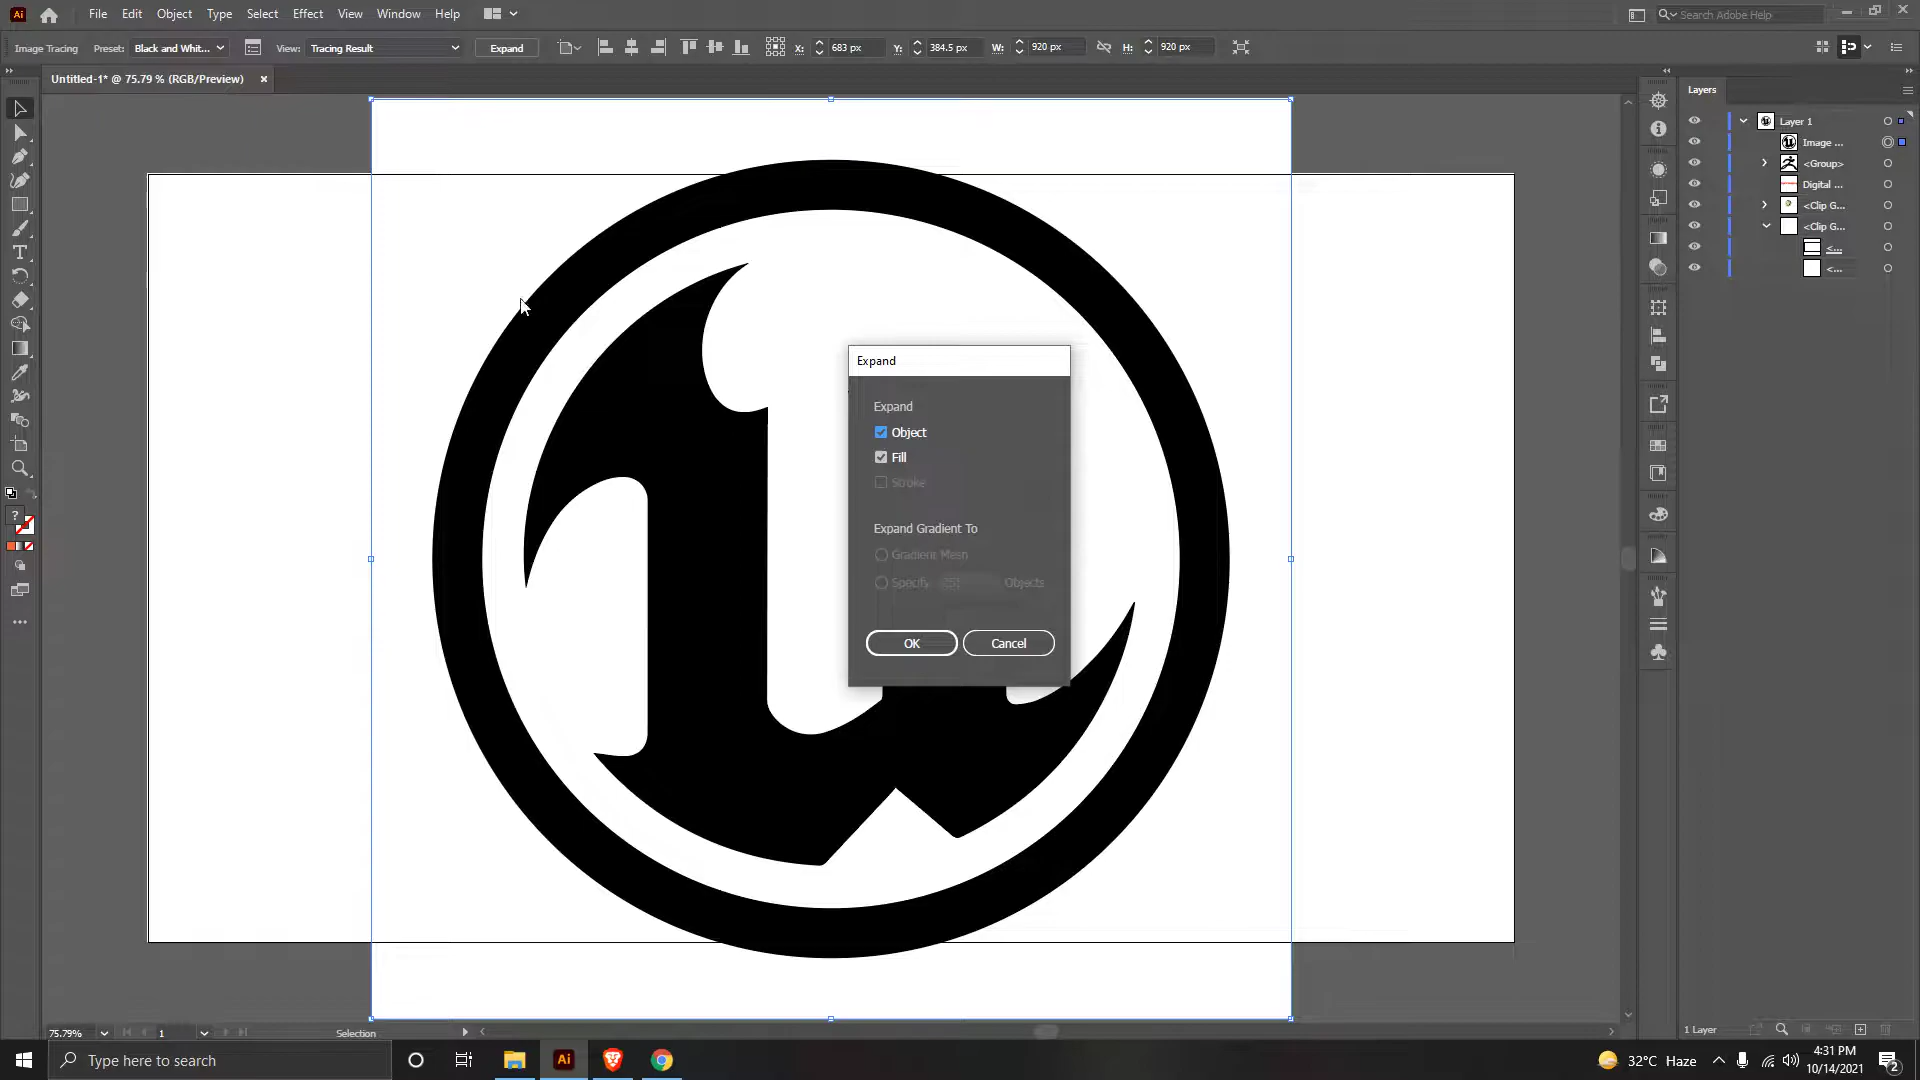 Ai File Edit Object Type Select Effect View Window Help Search Adobe Help
Image Tracing Preset: Black and Whit... View: Tracing Result Expand X: 683 px Y: 384.5 px W: 920 px H: 920 px
Untitled-1* @ 75.79 % (RGB/Preview) ×
Layers
Layer 1
Image ...
<Group>
Digital ...
<Clip G...
<Clip G...
<...
<...
Expand
Expand
Object
Fill
Stroke
Expand Gradient To
Gradient Mesh
Specify 255 Objects
OK Cancel
T
?
75.79% 1 Selection
1 Layer
Type here to search
Ai
32°C Haze
4:31 PM
10/14/2021
2